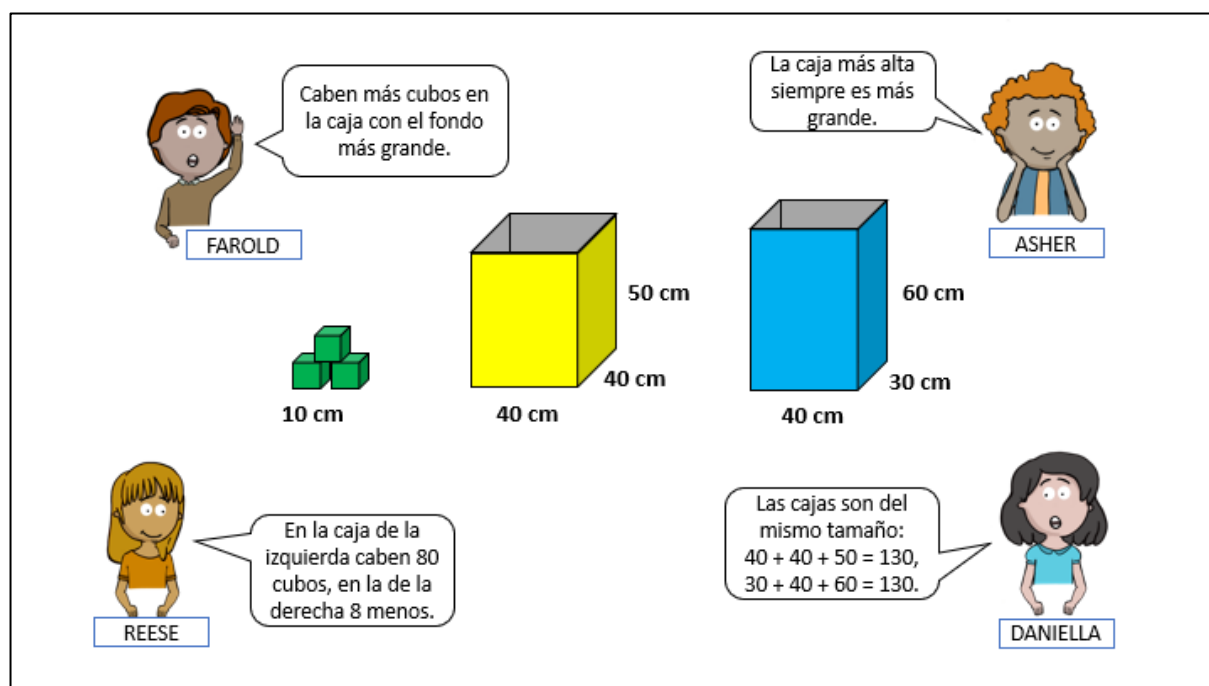 Caben más cubos en
la caja con el fondo
más grande.
FAROLD
La caja más alta
siempre es más
grande.
ASHER
10 cm
50 cm
40 cm
40 cm
60 cm
30 cm
40 cm
En la caja de la
izquierda caben 80
cubos, en la de la
derecha 8 menos.
REESE
Las cajas son del
mismo tamaño:
40 + 40 + 50 = 130,
30 + 40 + 60 = 130.
DANIELLA